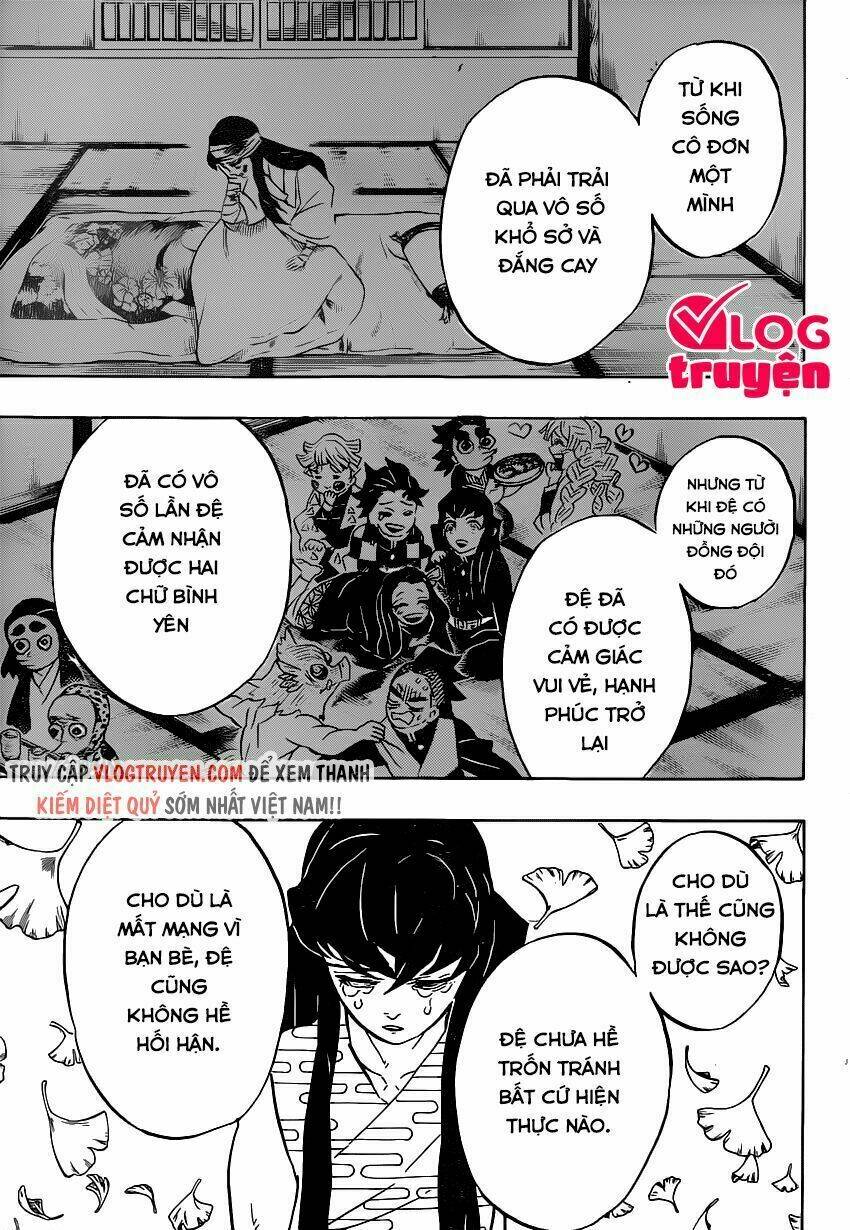 TỪ KHI
SỐNG
CÔ ĐƠN
MỘT
MÌNH
ĐÃ PHẢI TRẢI
QUA VÔ SỐ
KHỔ SỞ VÀ
ĐẮNG CAY
VLOG
truyện
NHƯNG TỪ
KHI ĐỆ CÓ
NHỮNG NGƯỜI
ĐỒNG ĐỘI
ĐÓ
ĐỆ ĐÃ
CÓ ĐƯỢC
CẢM GIÁC
VUI VẺ, HẠNH
PHÚC TRỞ
LẠI
ĐÃ CÓ VÔ
SỐ LẦN ĐỆ
CẢM NHẬN
ĐƯỢC HAI
CHỮ BÌNH
YÊN
TRUY CẬP VLOGTRUYEN.COM ĐỂ XEM THANH
KIẾM DIỆT QUỶ SỚM NHẤT VIỆT NAM!!
CHO DÙ
LÀ THẾ CŨNG
KHÔNG
ĐƯỢC SAO?
ĐỆ CHƯA HỀ
TRỐN TRÁNH
BẤT CỨ HIỆN
THỰC NÀO.
CHO DÙ LÀ
MẤT MẠNG VÌ
BẠN BÈ, ĐỆ
CŨNG
KHÔNG HỀ
HỐI HẬN.